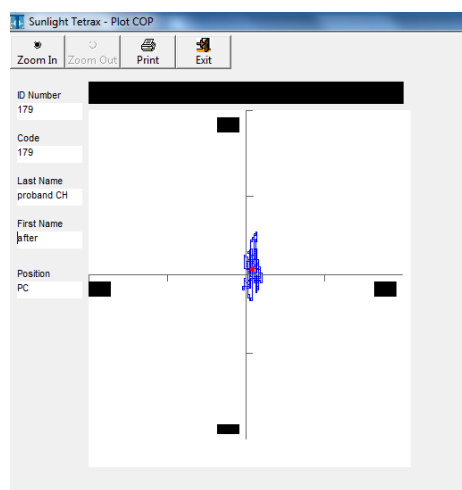 Sunlight Tetrax - Plot COP
Zoom In Zoom Out Print Exit
ID Number
179
Code
179
Last Name
proband CH
First Name
after
Position
PC